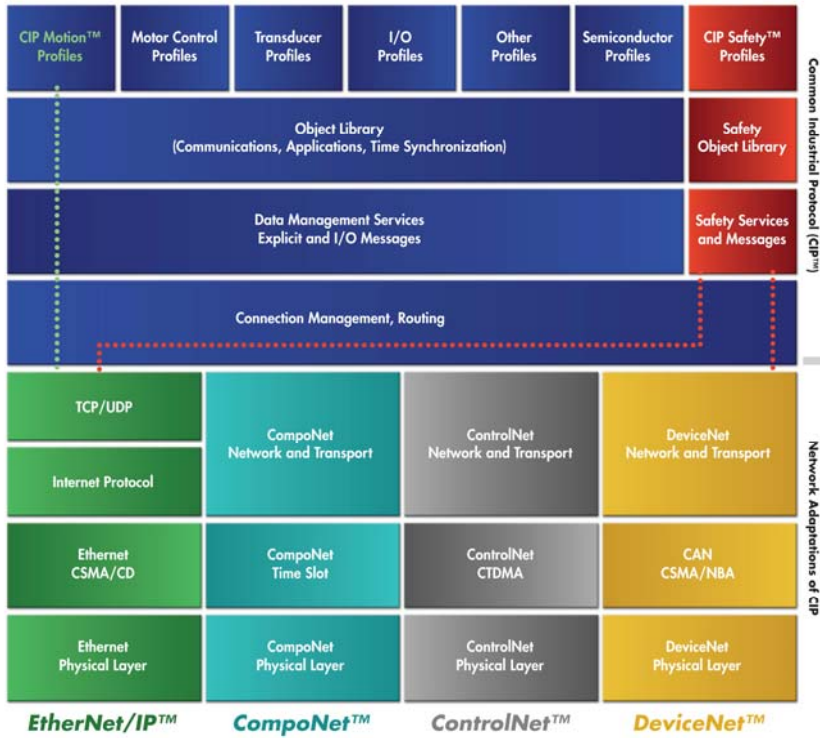 CIP Motion™
Profiles
Motor Control
Profiles
Transducer
Profiles
I/O
Profiles
Other
Profiles
Semiconductor
Profiles
CIP Safety™
Profiles
Object Library
(Communications, Applications, Time Synchronization)
Safety
Object Library
Data Management Services
Explicit and I/O Messages
Safety Services
and Messages
Connection Management, Routing
Common Industrial Protocol (CIP™)
TCP/UDP
Internet Protocol
CompoNet
Network and Transport
ControlNet
Network and Transport
DeviceNet
Network and Transport
Ethernet
CSMA/CD
CompoNet
Time Slot
ControlNet
CTDMA
CAN
CSMA/NBA
Ethernet
Physical Layer
CompoNet
Physical Layer
ControlNet
Physical Layer
DeviceNet
Physical Layer
Network Adaptations of CIP
EtherNet/IP™
CompoNet™
ControlNet™
DeviceNet™